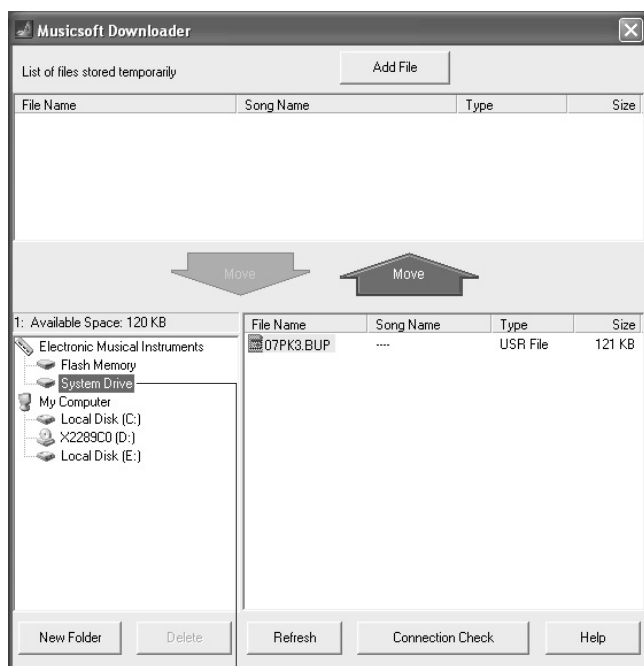 Musicsoft Downloader
List of files stored temporarily
Add File
File Name Song Name Type Size
Move Move
1: Available Space: 120 KB
Electronic Musical Instruments
Flash Memory
System Drive
My Computer
Local Disk (C:)
X2289C0 (D:)
Local Disk (E:)
File Name Song Name Type Size
07PK3.BUP ---- USR File 121 KB
New Folder Delete Refresh Connection Check Help